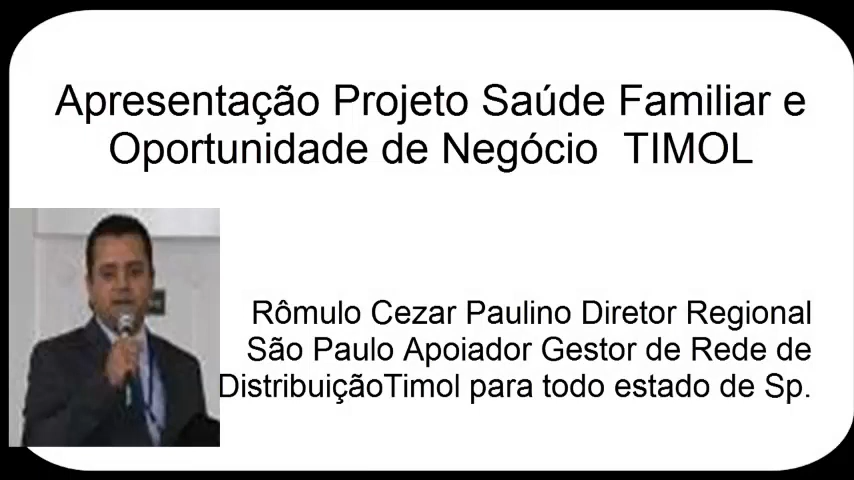 Apresentação Projeto Saúde Familiar e
Oportunidade de Negócio TIMOL
Rômulo Cezar Paulino Diretor Regional
São Paulo Apoiador Gestor de Rede de
DistribuiçãoTimol para todo estado de Sp.